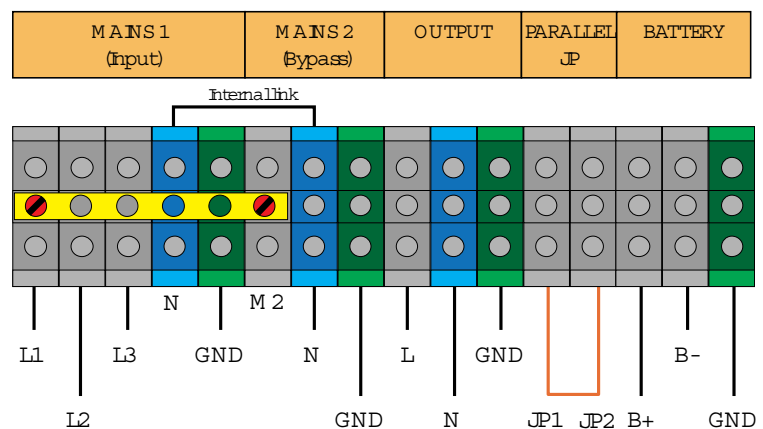 MAINS 1
(Input)
MAINS 2
(Bypass)
OUTPUT
PARALLEL
JP
BATTERY
Internal link
N
M2
L1
L3
GND
N
L
GND
B-
L2
GND
N
JP1
JP2
B+
GND